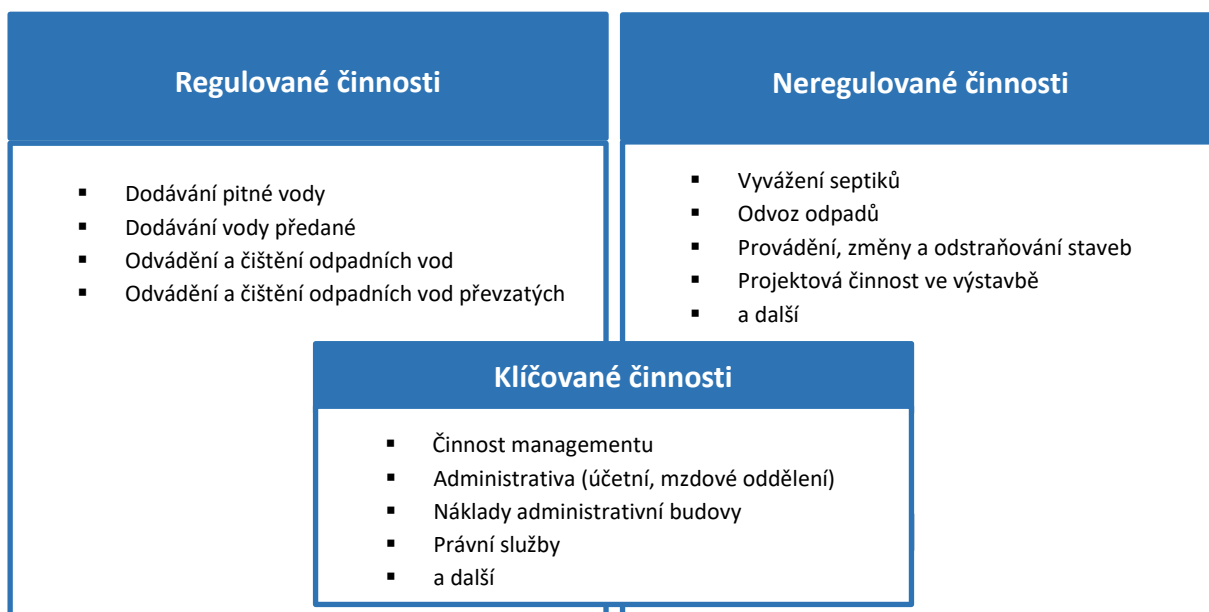 Regulované činnosti
▪ Dodávání pitné vody
▪ Dodávání vody předané
▪ Odvádění a čištění odpadních vod
▪ Odvádění a čištění odpadních vod převzatých
Neregulované činnosti
▪ Vyvážení septiků
▪ Odvoz odpadů
▪ Provádění, změny a odstraňování staveb
▪ Projektová činnost ve výstavbě
▪ a další
Klíčované činnosti
▪ Činnost managementu
▪ Administrativa (účetní, mzdové oddělení)
▪ Náklady administrativní budovy
▪ Právní služby
▪ a další